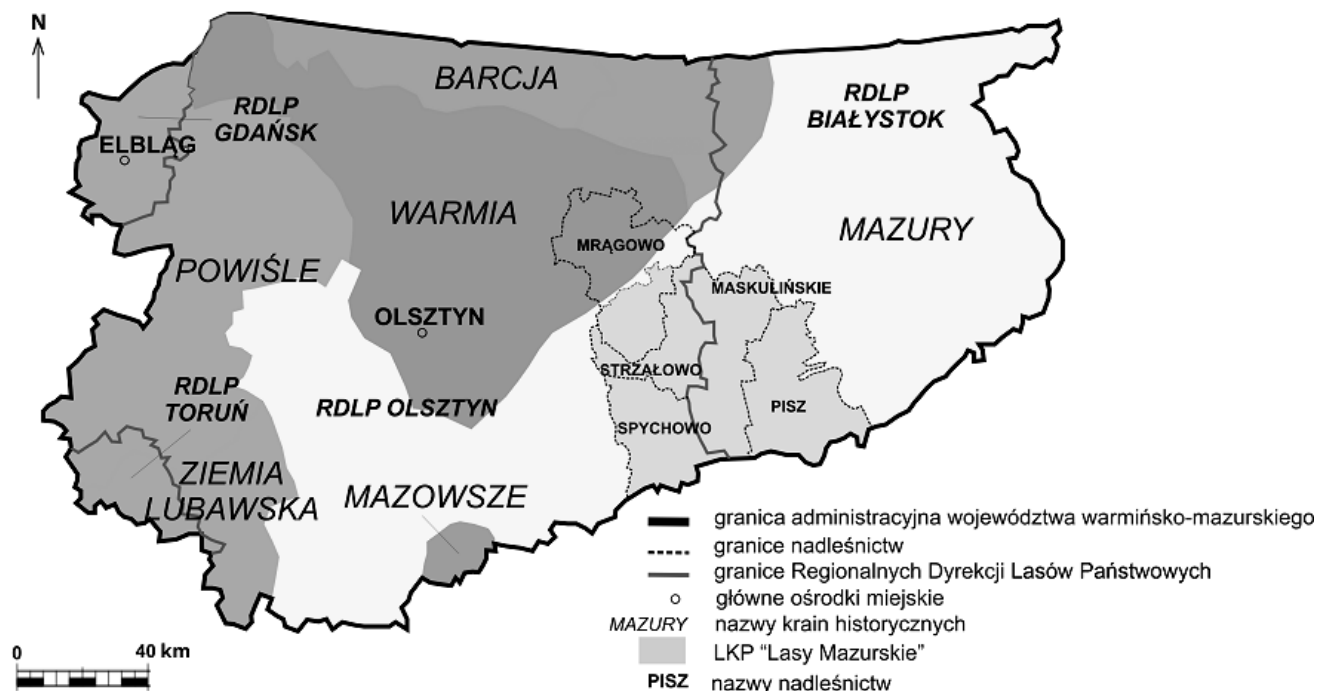 N
BARCJA
RDLP
GDAŃSK
RDLP
BIAŁYSTOK
ELBLĄG
WARMIA
MAZURY
MRĄGOWO
POWIŚLE
MASKULIŃSKIE
OLSZTYN
STRZAŁOWO
RDLP
TORUŃ
RDLP OLSZTYN
PISZ
SPYCHOWO
ZIEMIA
LUBAWSKA
MAZOWSZE
granica administracyjna województwa warmińsko-mazurskiego
granice nadleśnictw
granice Regionalnych Dyrekcji Lasów Państwowych
główne ośrodki miejskie
MAZURY nazwy krain historycznych
LKP “Lasy Mazurskie”
PISZ nazwy nadleśnictw
0 40 km